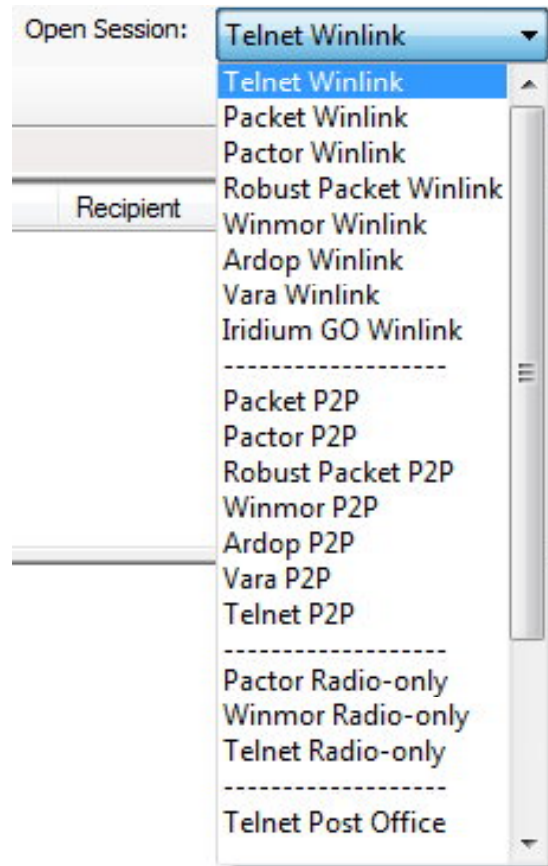 Open Session:
Telnet Winlink
Telnet Winlink
Packet Winlink
Pactor Winlink
Robust Packet Winlink
Recipient
Winmor Winlink
Ardop Winlink
Vara Winlink
Iridium GO Winlink
-------------------
Packet P2P
Pactor P2P
Robust Packet P2P
Winmor P2P
Ardop P2P
Vara P2P
Telnet P2P
-------------------
Pactor Radio-only
Winmor Radio-only
Telnet Radio-only
-------------------
Telnet Post Office